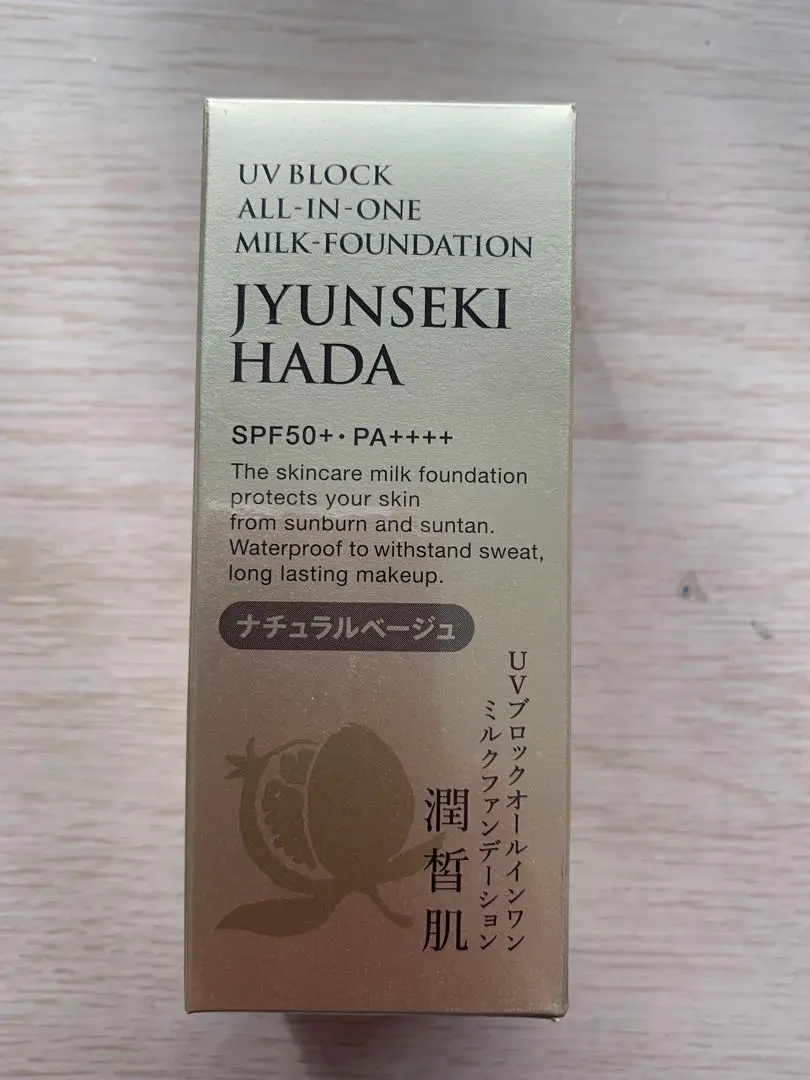 UV BLOCK
ALL-IN-ONE
MILK-FOUNDATION
JYUNSEKI
HADA
SPF50+・PA++++
The skincare milk foundation
protects your skin
from sunburn and suntan.
Waterproof to withstand sweat,
long lasting makeup.
ナチュラルベージュ
UVブロックオールインワン
ミルクファンデーション
潤皙肌